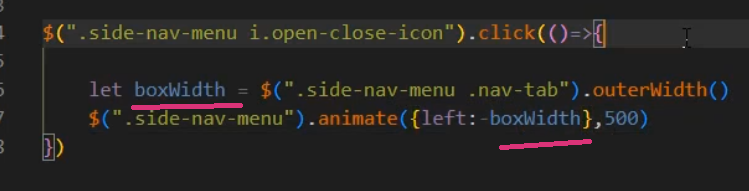 $(".side-nav-menu i.open-close-icon").click(()=>{
let boxWidth = $(".side-nav-menu .nav-tab").outerWidth()
$(".side-nav-menu").animate({left:-boxWidth},500)
})